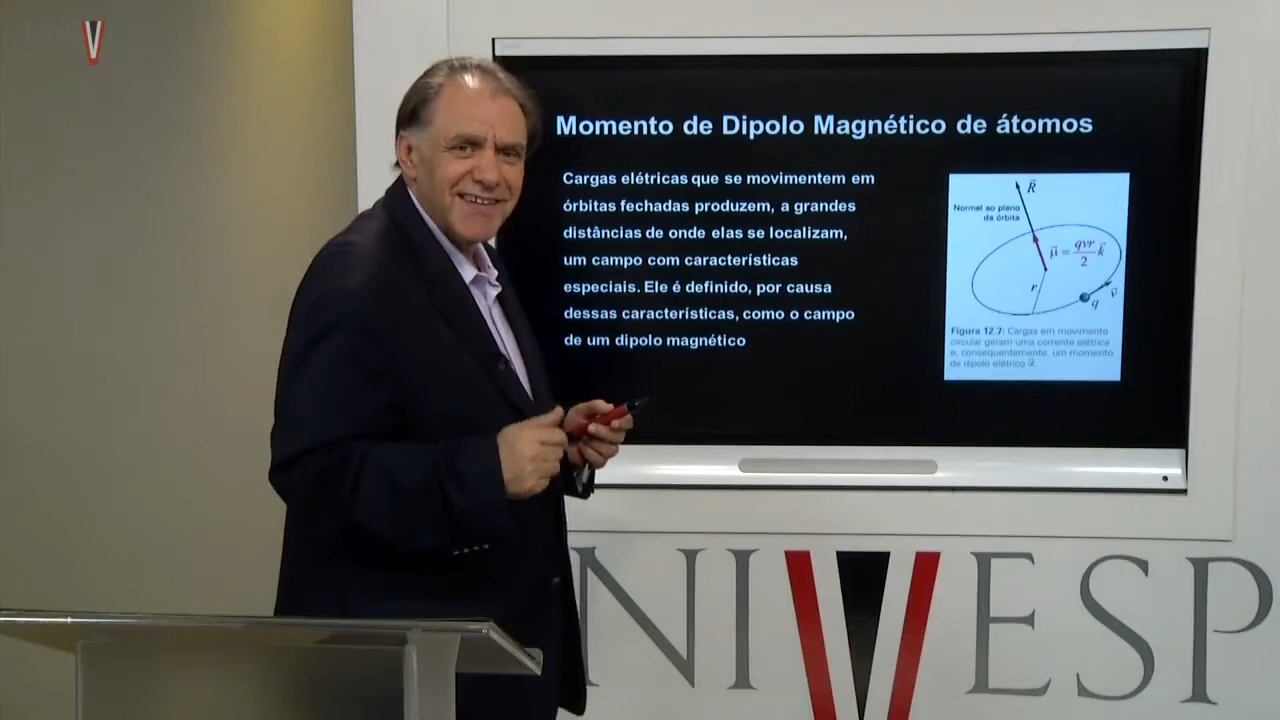 UNIVESP
Momento de Dipolo Magnético de átomos
Cargas elétricas que se movimentem em
órbitas fechadas produzem, a grandes
distâncias de onde elas se localizam,
um campo com características
especiais. Ele é definido, por causa
dessas características, como o campo
de um dipolo magnético
R⃗
Normal ao plano
da órbita
μ⃗ = qvr/2 k⃗
r
q
v⃗
Figura 12.7: Cargas em movimento
circular geram uma corrente elétrica
e, consequentemente, um momento
de dipolo elétrico
UNIVESP